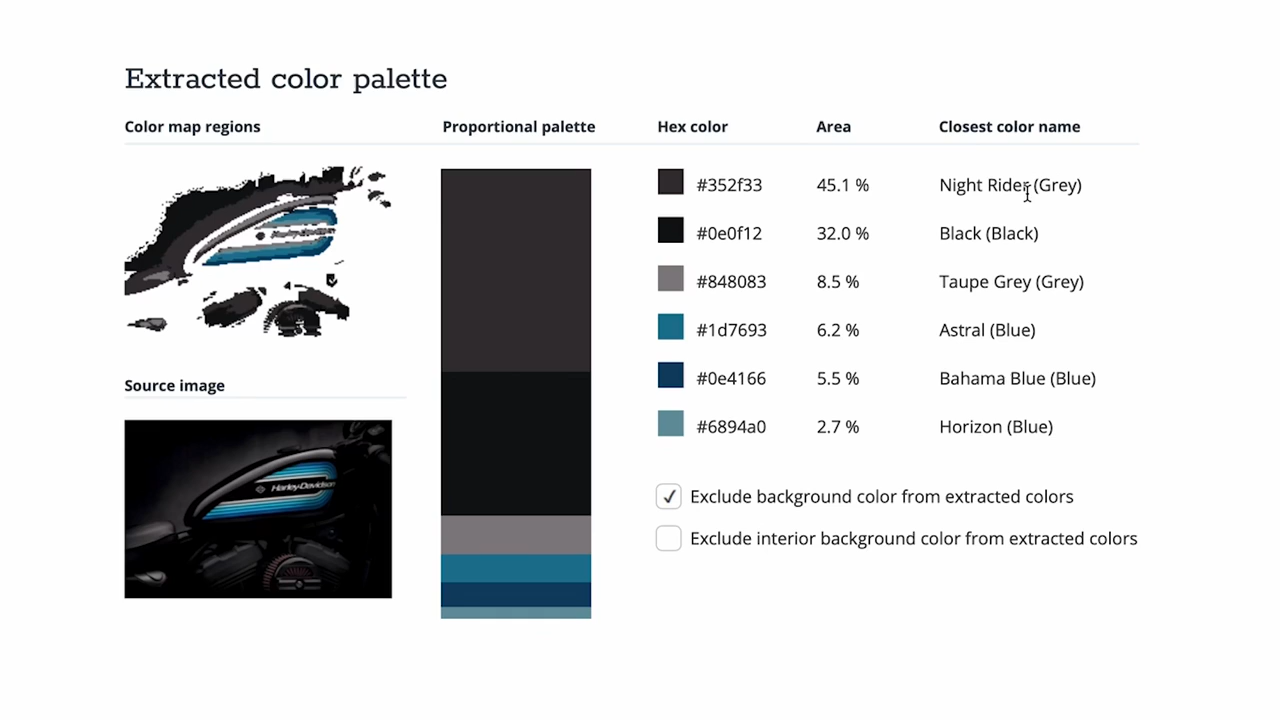 Extracted color palette
Color map regions
Proportional palette
Hex color
Area
Closest color name
#352f33 45.1 % Night Rider (Grey)
#0e0f12 32.0 % Black (Black)
#848083 8.5 % Taupe Grey (Grey)
#1d7693 6.2 % Astral (Blue)
#0e4166 5.5 % Bahama Blue (Blue)
#6894a0 2.7 % Horizon (Blue)
Harley-Davidson
Source image
Harley-Davidson
Exclude background color from extracted colors
Exclude interior background color from extracted colors